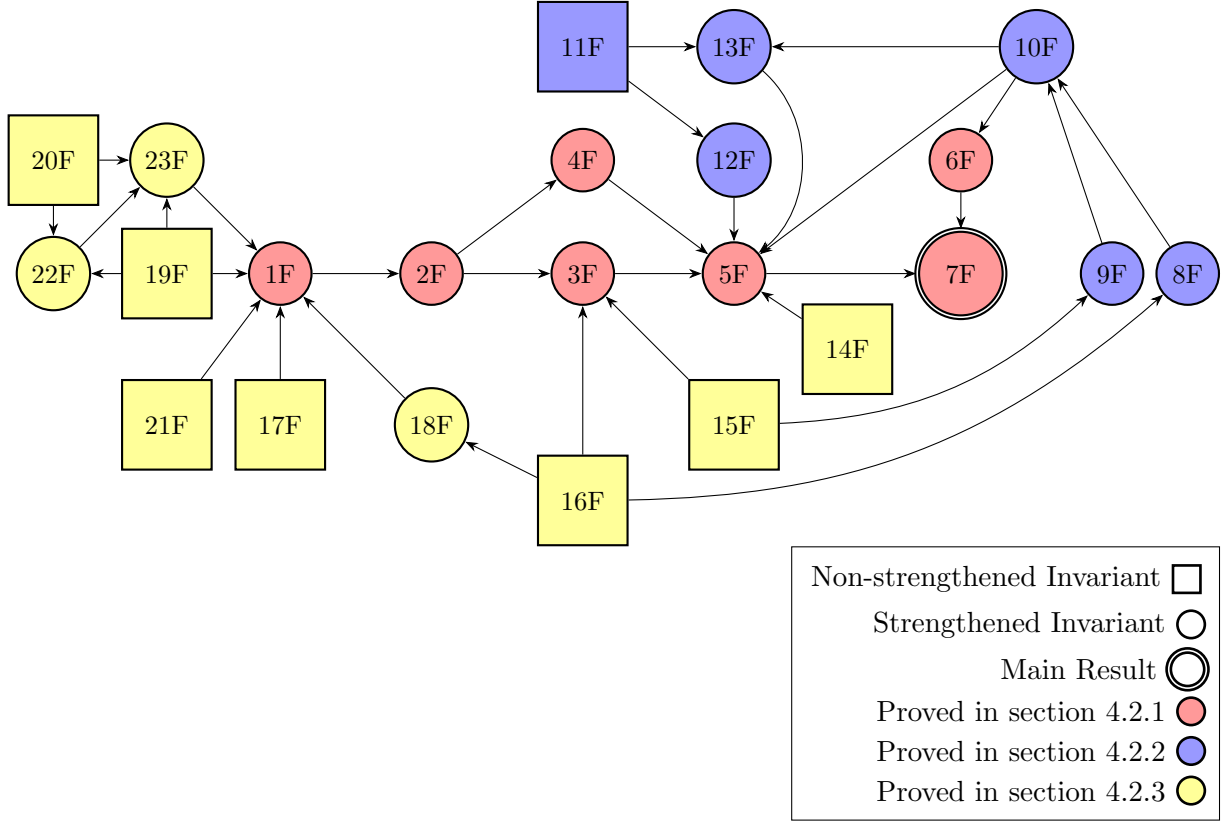 11F 13F 10F
20F 23F 4F 12F 6F
22F 19F 1F 2F 3F 5F 7F 9F 8F
14F
21F 17F 18F 15F
16F
Non-strengthened Invariant
Strengthened Invariant
Main Result
Proved in section 4.2.1
Proved in section 4.2.2
Proved in section 4.2.3